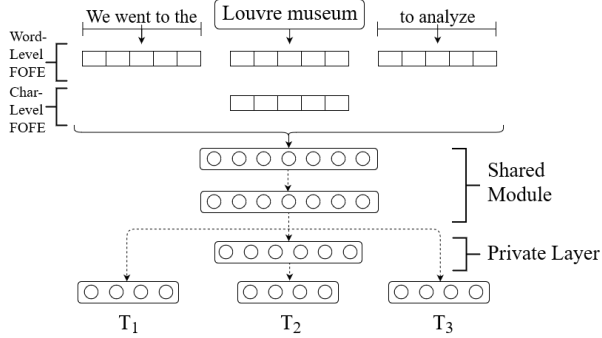 We went to the Louvre museum to analyze
Word-
Level
FOFE
Char-
Level
FOFE
Shared
Module
Private Layer
T1 T2 T3